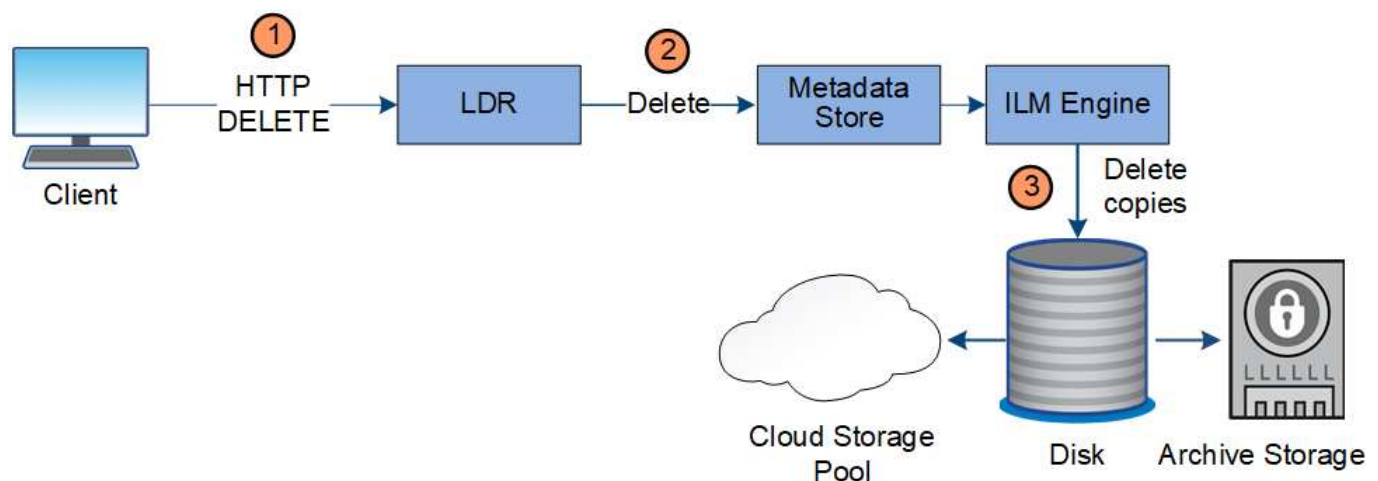 1
HTTP
DELETE
Client
LDR
2
Delete
Metadata
Store
ILM Engine
3
Delete
copies
Cloud Storage
Pool
Disk
LLLLLL
Archive Storage